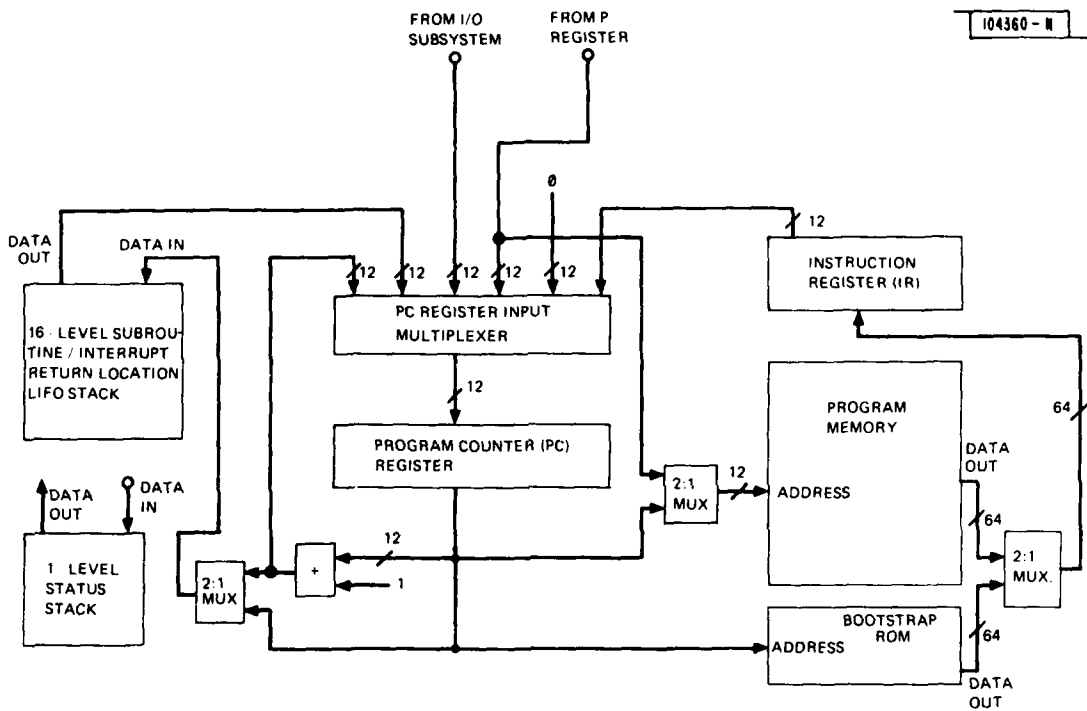 FROM I/O
SUBSYSTEM
FROM P
REGISTER
104360-N
0
DATA
OUT
DATA IN
12
12
12
12
12
12
INSTRUCTION
REGISTER (IR)
PC REGISTER INPUT
MULTIPLEXER
16 - LEVEL SUBROU-
TINE / INTERRUPT
RETURN LOCATION
LIFO STACK
12
64
PROGRAM
MEMORY
PROGRAM COUNTER (PC)
REGISTER
DATA
OUT
2:1
MUX
12
ADDRESS
DATA
OUT
DATA
IN
64
12
2:1
MUX.
1 LEVEL
STATUS
STACK
2:1
MUX
+
1
BOOTSTRAP
ROM
ADDRESS
64
DATA
OUT